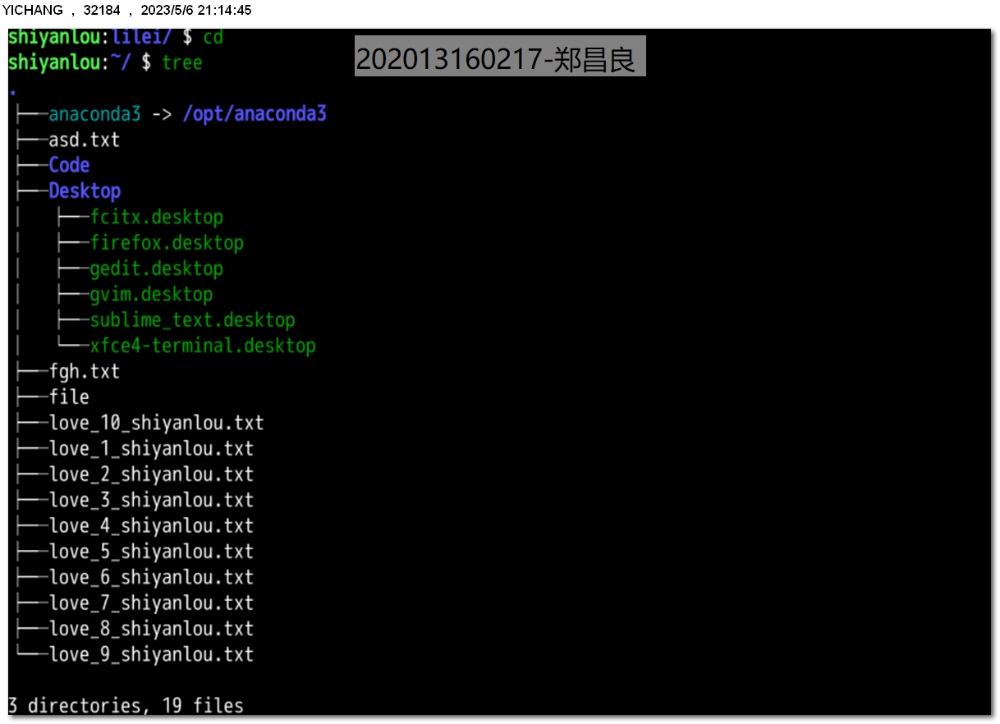 YICHANG , 32184 , 2023/5/6 21:14:45
shiyanlou:lilei/ $ cd
shiyanlou:~/ $ tree
202013160217-郑昌良
.
├──anaconda3 -> /opt/anaconda3
├──asd.txt
├──Code
├──Desktop
│   ├──fcitx.desktop
│   ├──firefox.desktop
│   ├──gedit.desktop
│   ├──gvim.desktop
│   ├──sublime_text.desktop
│   └──xfce4-terminal.desktop
├──fgh.txt
├──file
├──love_10_shiyanlou.txt
├──love_1_shiyanlou.txt
├──love_2_shiyanlou.txt
├──love_3_shiyanlou.txt
├──love_4_shiyanlou.txt
├──love_5_shiyanlou.txt
├──love_6_shiyanlou.txt
├──love_7_shiyanlou.txt
├──love_8_shiyanlou.txt
└──love_9_shiyanlou.txt
3 directories, 19 files